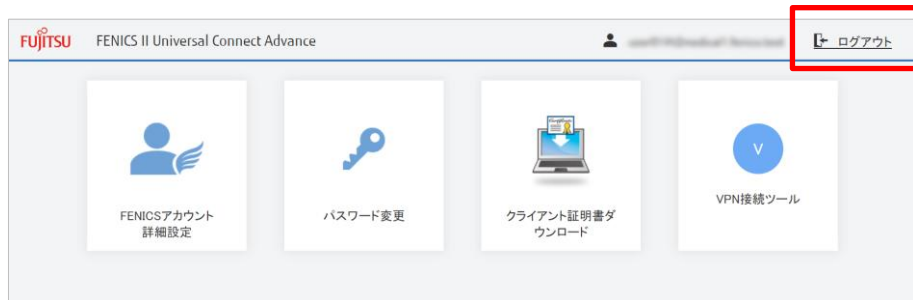 FUJITSU FENICS II Universal Connect Advance ログアウト
FENICSアカウント
詳細設定
パスワード変更
クライアント証明書ダ
ウンロード
V
VPN接続ツール